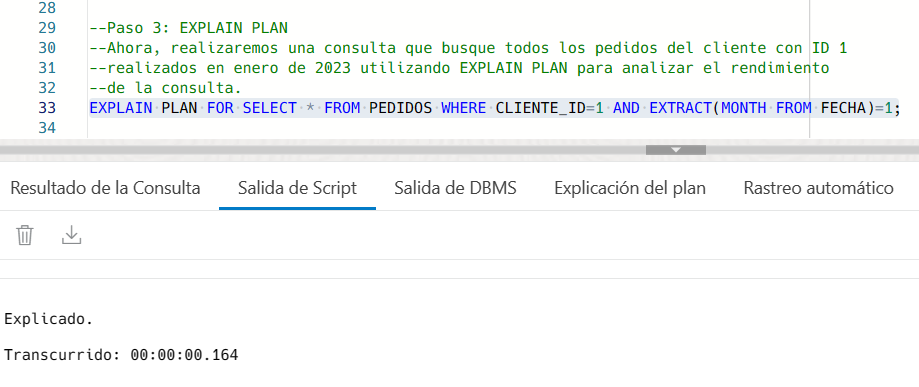 28
29 --Paso 3: EXPLAIN PLAN
30 --Ahora, realizaremos una consulta que busque todos los pedidos del cliente con ID 1
31 --realizados en enero de 2023 utilizando EXPLAIN PLAN para analizar el rendimiento
32 --de la consulta.
33 EXPLAIN PLAN FOR SELECT * FROM PEDIDOS WHERE CLIENTE_ID=1 AND EXTRACT(MONTH FROM FECHA)=1;
34
Resultado de la Consulta Salida de Script Salida de DBMS Explicación del plan Rastreo automático
Explicado.
Transcurrido: 00:00:00.164